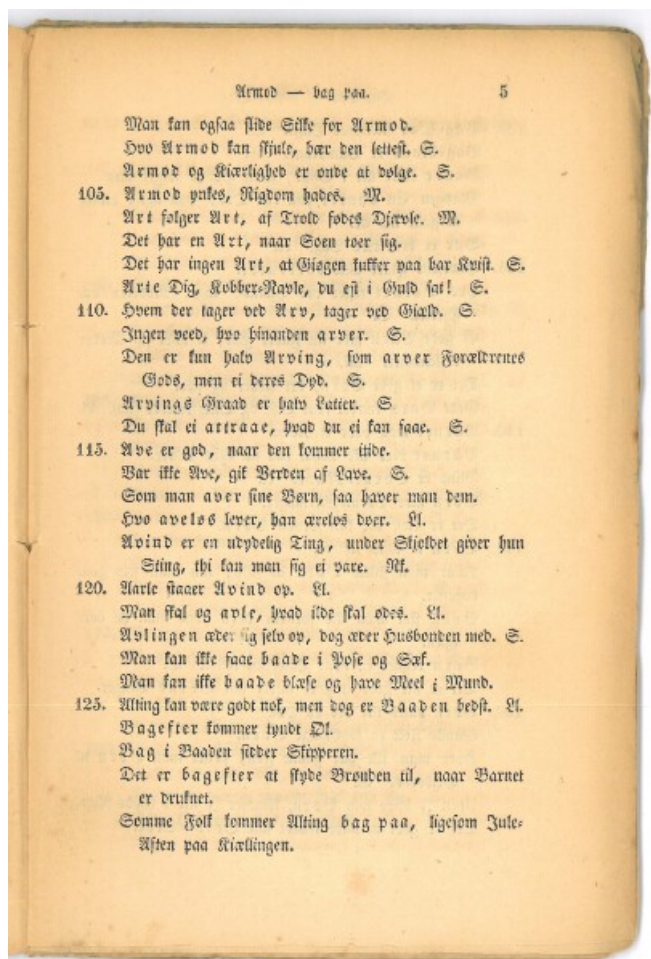 Armod — bag paa. 5
Man kan ogsaa slide Silke for Armod.
Hvo Armod kan skjule, bær den lettest. S.
Armod og Kiærlighed er onde at dølge. S.
105. Armod ynkes, Rigdom hades. M.
Art følger Art, af Trold fødes Djævle. M.
Det har en Art, naar Soen toer sig.
Det har ingen Art, at Giøgen kukker paa bar Kvist. S.
Arte Dig, Kobber-Navle, du est i Guld sat! S.
110. Hvem der tager ved Arv, tager ved Giæld. S.
Ingen veed, hvo hinanden arver. S.
Den er kun halv Arving, som arver Forældrenes
Gods, men ei deres Dyd. S.
Arvings Graad er halv Latter. S.
Du skal ei attraae, hvad du ei kan faae. S.
115. Ave er god, naar den kommer itide.
Var ikke Ave, gik Verden af Lave. S.
Som man aver sine Børn, saa haver man dem.
Hvo aveløs lever, han æreløs døer. Ll.
Avind er en udydelig Ting, under Skjoldet giver hun
Sting, thi kan man sig ei vare. Rk.
120. Aarle staaer Avind op. Ll.
Man skal og avle, hvad ilde skal ødes. Ll.
Avlingen æder sig selv op, dog æder Husbonden med. S.
Man kan ikke faae baade i Pose og Sæk.
Man kan ikke baade blæse og have Meel i Mund.
125. Alting kan være godt nok, men dog er Baaden bedst. Ll.
Bagefter kommer tyndt Øl.
Bag i Baaden sidder Skipperen.
Det er bagefter at skyde Brønden til, naar Barnet
er druknet.
Somme Folk kommer Alting bag paa, ligesom Jule-
Aften paa Kiællingen.